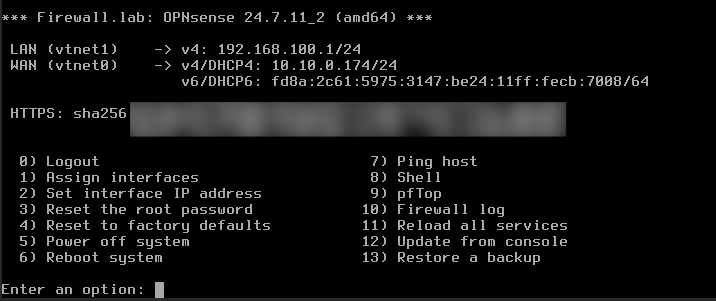 *** Firewall.lab: OPNsense 24.7.11_2 (amd64) ***
LAN (vtnet1)    -> v4: 192.168.100.1/24
WAN (vtnet0)    -> v4/DHCP4: 10.10.0.174/24
v6/DHCP6: fd8a:2c61:5975:3147:be24:11ff:fecb:7008/64
HTTPS: sha256
0) Logout                              7) Ping host
1) Assign interfaces                   8) Shell
2) Set interface IP address            9) pfTop
3) Reset the root password            10) Firewall log
4) Reset to factory defaults          11) Reload all services
5) Power off system                   12) Update from console
6) Reboot system                      13) Restore a backup
Enter an option: